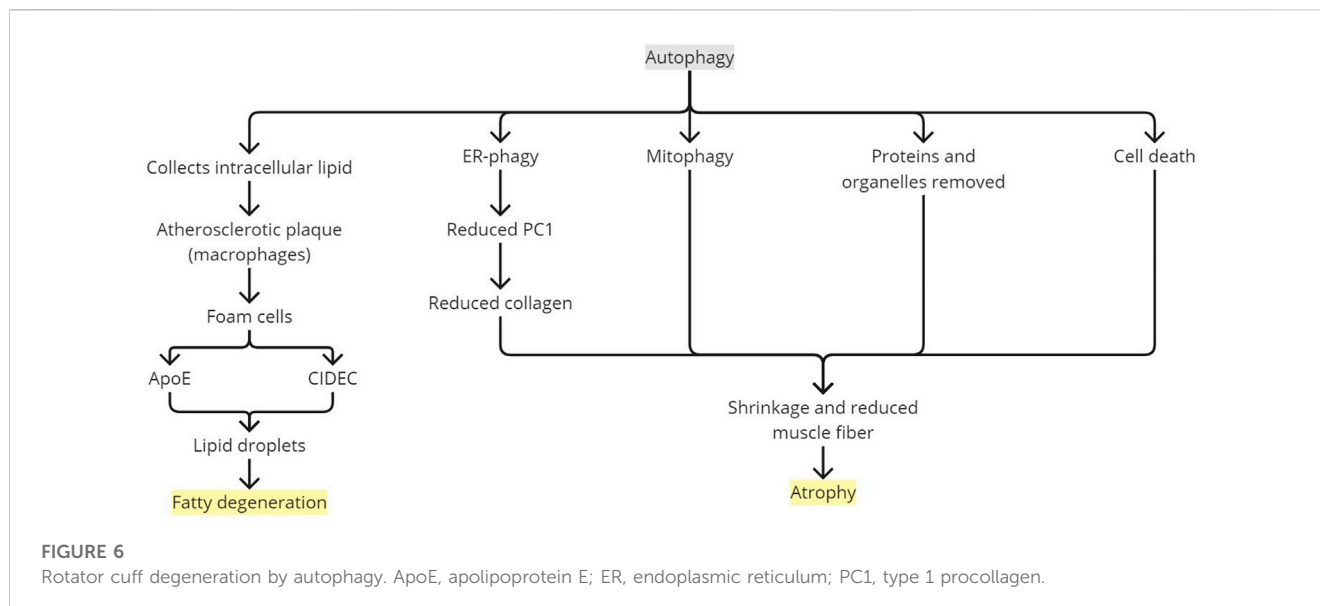 Autophagy
Collects intracellular lipid
ER-phagy
Mitophagy
Proteins and
organelles removed
Cell death
Atherosclerotic plaque
(macrophages)
Reduced PC1
Reduced collagen
Foam cells
ApoE
CIDEC
Lipid droplets
Fatty degeneration
Shrinkage and reduced
muscle fiber
Atrophy
FIGURE 6
Rotator cuff degeneration by autophagy. ApoE, apolipoprotein E; ER, endoplasmic reticulum; PC1, type 1 procollagen.